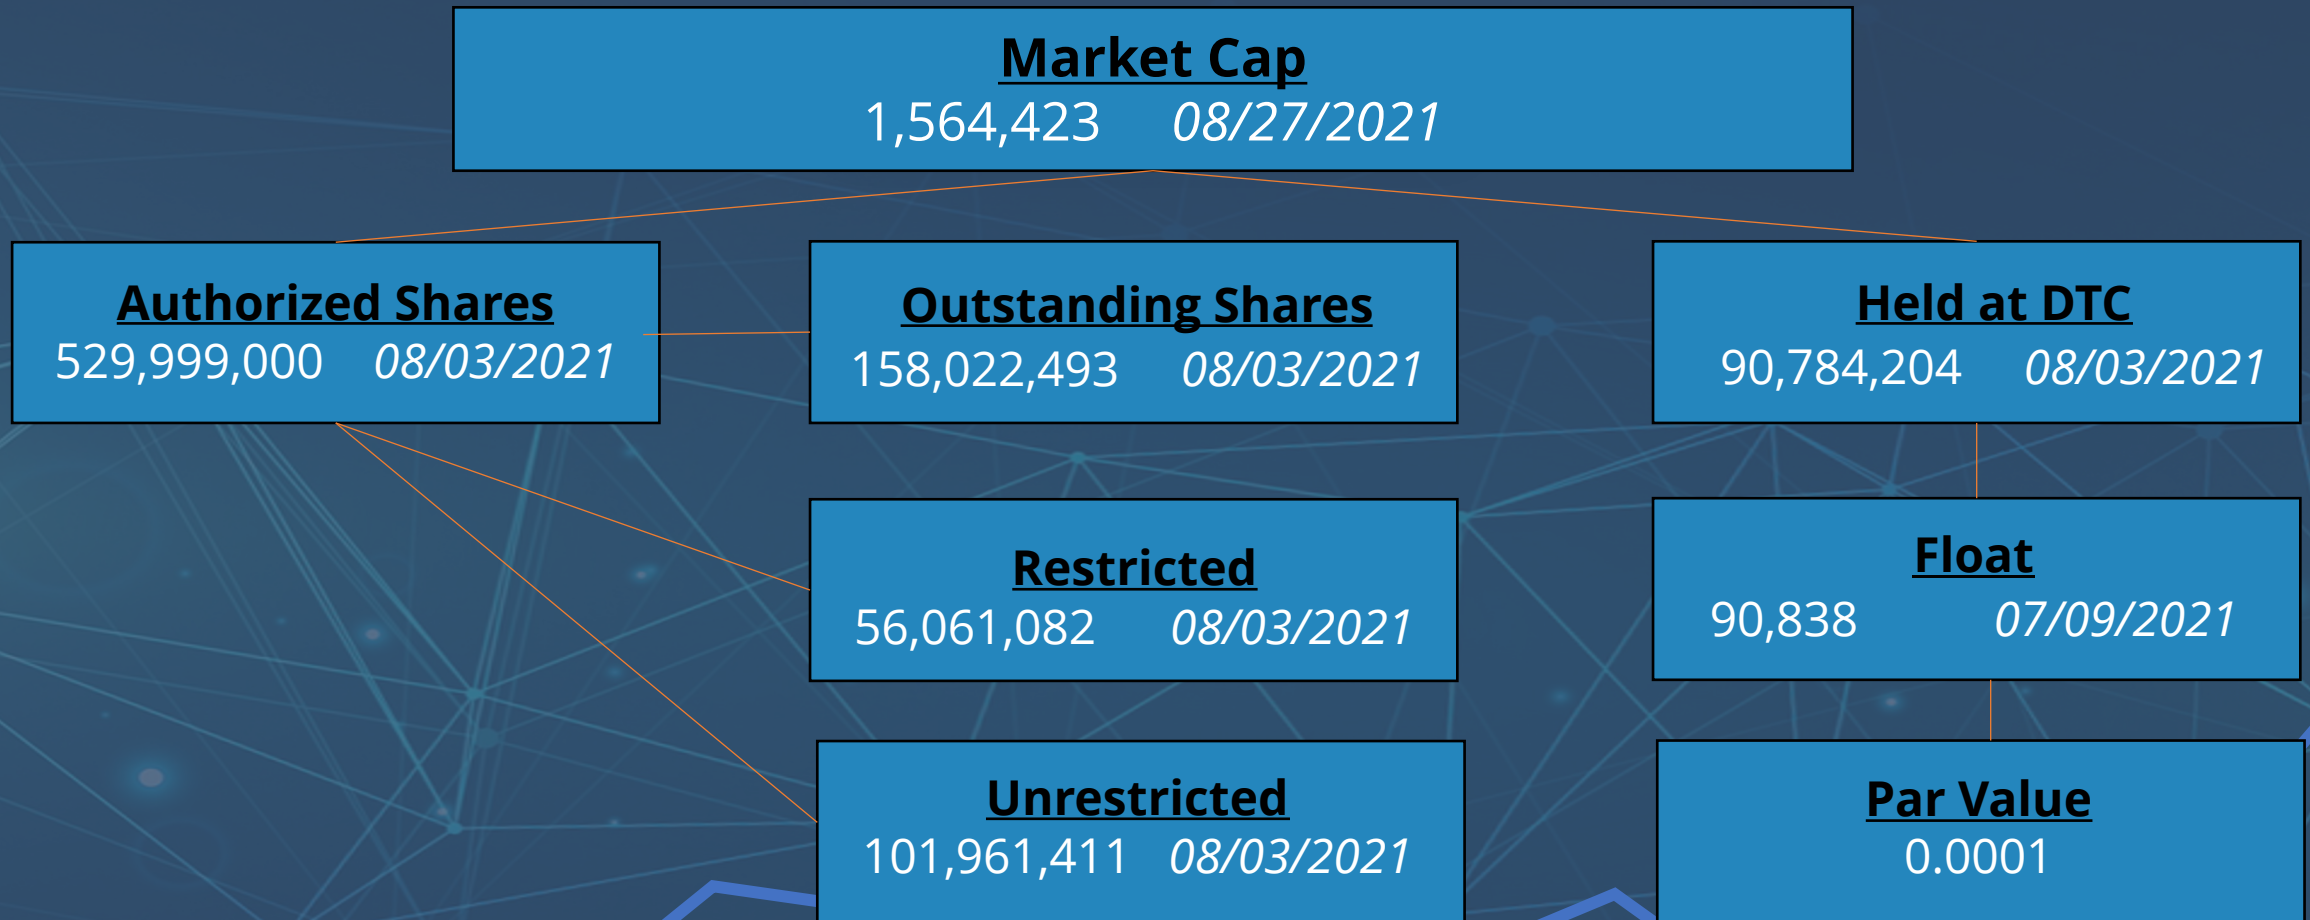 Market Cap
1,564,423 08/27/2021
Authorized Shares
529,999,000 08/03/2021
Outstanding Shares
158,022,493 08/03/2021
Held at DTC
90,784,204 08/03/2021
Restricted
56,061,082 08/03/2021
Float
90,838 07/09/2021
Unrestricted
101,961,411 08/03/2021
Par Value
0.0001